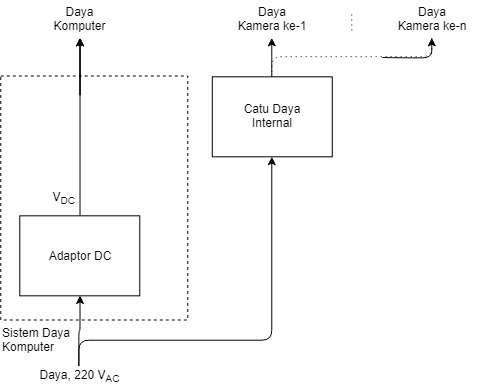 Daya
Komputer
Daya
Kamera ke-1
Daya
Kamera ke-n
Catu Daya
Internal
VDC
Adaptor DC
Sistem Daya
Komputer
Daya, 220 VAC